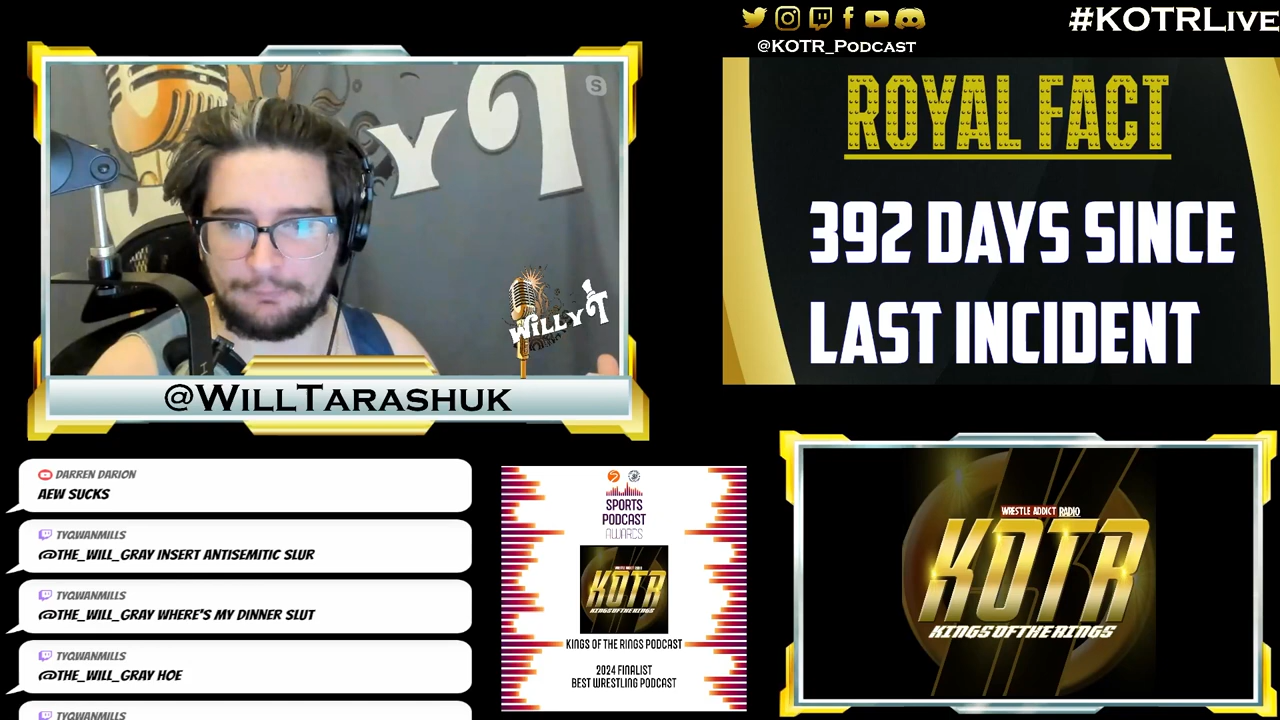 #KOTRLive
@KOTR_Podcast
Y T
WILLY T
@WillTarashuk
ROYAL FACT
392 DAYS SINCE
LAST INCIDENT
DARREN DARION
AEW SUCKS
TYQWANMILLS
@THE_WILL_GRAY INSERT ANTISEMITIC SLUR
TYQWANMILLS
@THE_WILL_GRAY WHERE'S MY DINNER SLUT
TYQWANMILLS
@THE_WILL_GRAY HOE
TYQWANMILLS
SPORTS
PODCAST
AWARDS
KOTR
KINGS OF THE RINGS
KINGS OF THE RINGS PODCAST
2024 FINALIST
BEST WRESTLING PODCAST
WRESTLE ADDICT RADIO
KOTR
KINGS OF THE RINGS